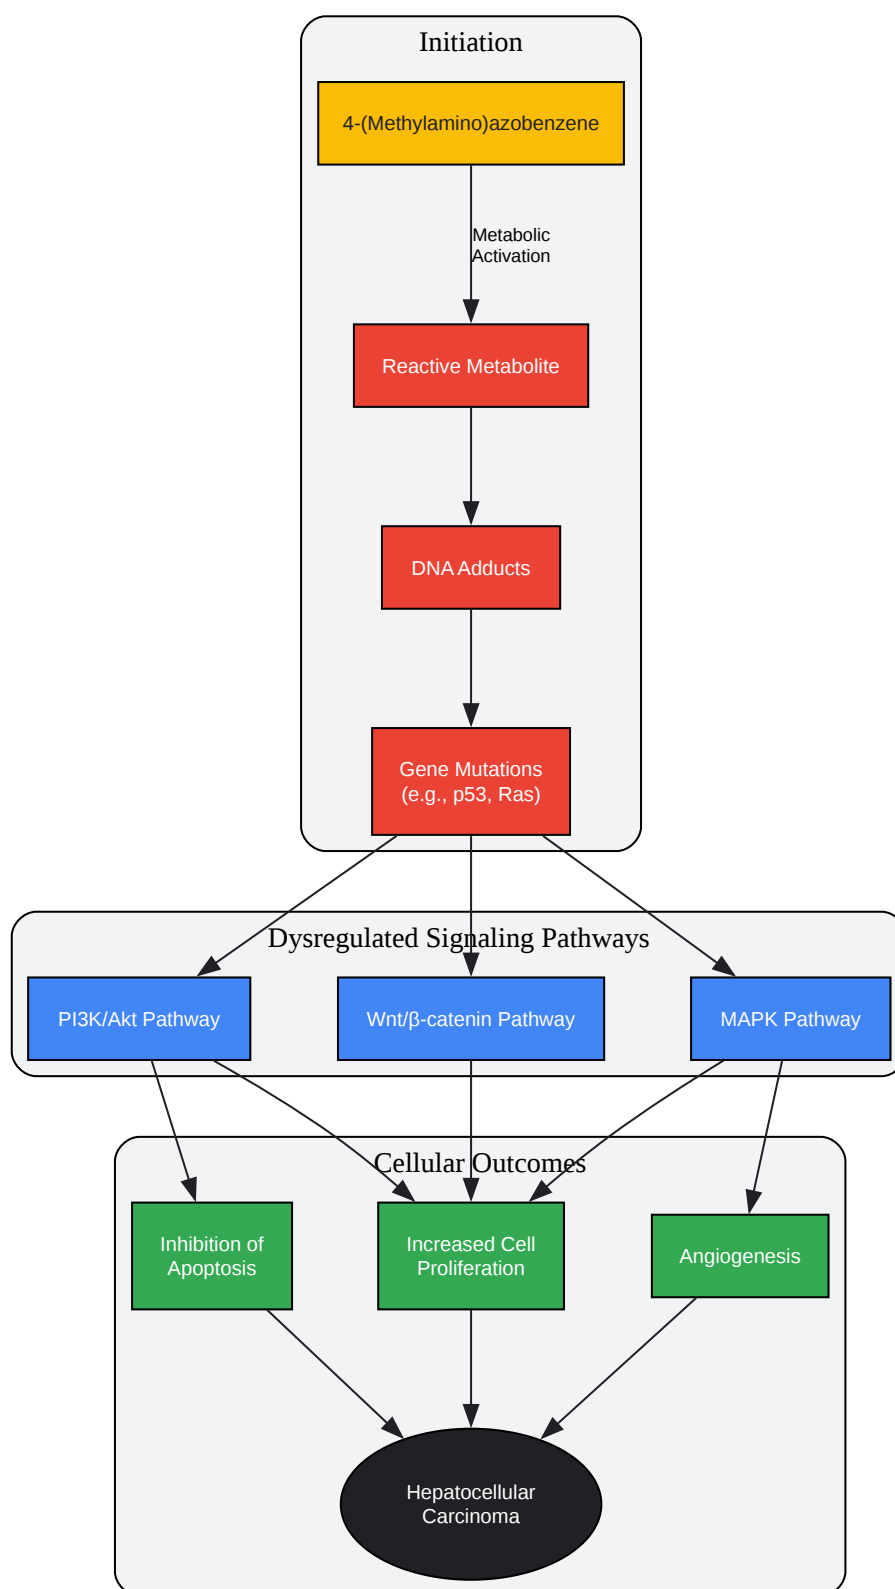 Initiation
4-(Methylamino)azobenzene
Metabolic
Activation
Reactive Metabolite
DNA Adducts
Gene Mutations
(e.g., p53, Ras)
Dysregulated Signaling Pathways
PI3K/Akt Pathway
Wnt/β-catenin Pathway
MAPK Pathway
Cellular Outcomes
Inhibition of
Apoptosis
Increased Cell
Proliferation
Angiogenesis
Hepatocellular
Carcinoma